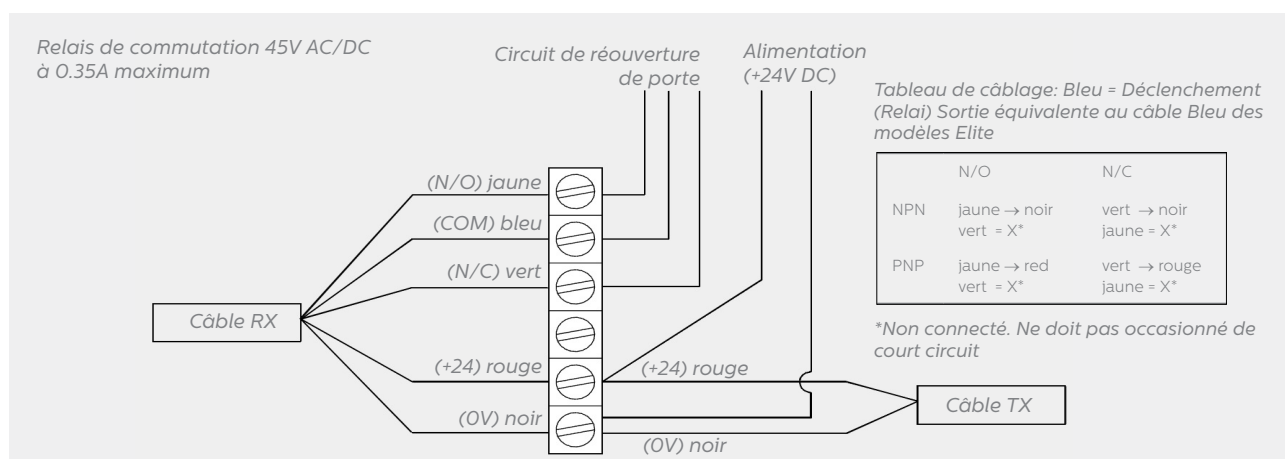 Relais de commutation 45V AC/DC
à 0.35A maximum
Circuit de réouverture
de porte
Alimentation
(+24V DC)
Tableau de câblage: Bleu = Déclenchement
(Relai) Sortie équivalente au câble Bleu des
modèles Elite
N/O N/C
NPN jaune → noir vert → noir
vert = X* jaune = X*
PNP jaune → red vert → rouge
vert = X* jaune = X*
*Non connecté. Ne doit pas occasionné de
court circuit
(N/O) jaune
(COM) bleu
(N/C) vert
Câble RX
(+24) rouge
(+24) rouge
(0V) noir
(0V) noir
Câble TX